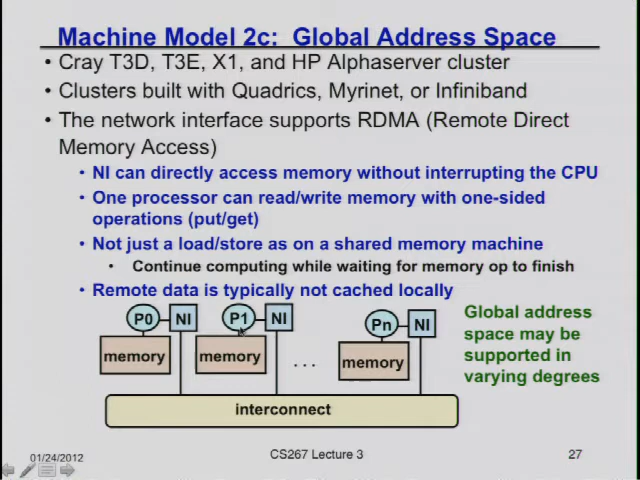 Machine Model 2c: Global Address Space
• Cray T3D, T3E, X1, and HP Alphaserver cluster
• Clusters built with Quadrics, Myrinet, or Infiniband
• The network interface supports RDMA (Remote Direct
Memory Access)
• NI can directly access memory without interrupting the CPU
• One processor can read/write memory with one-sided
operations (put/get)
• Not just a load/store as on a shared memory machine
• Continue computing while waiting for memory op to finish
• Remote data is typically not cached locally
P0 NI P1 NI Pn NI
memory memory . . . memory
interconnect
Global address
space may be
supported in
varying degrees
01/24/2012 CS267 Lecture 3 27